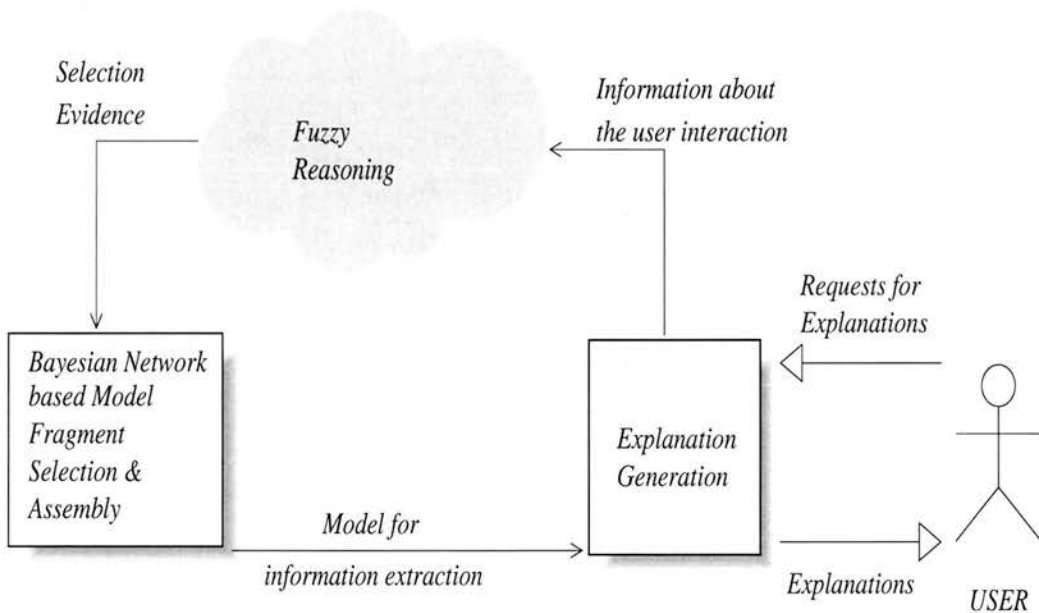 Selection
Evidence
Fuzzy
Reasoning
Information about
the user interaction
Requests for
Explanations
Bayesian Network
based Model
Fragment
Selection &
Assembly
Explanation
Generation
Model for
information extraction
Explanations
USER